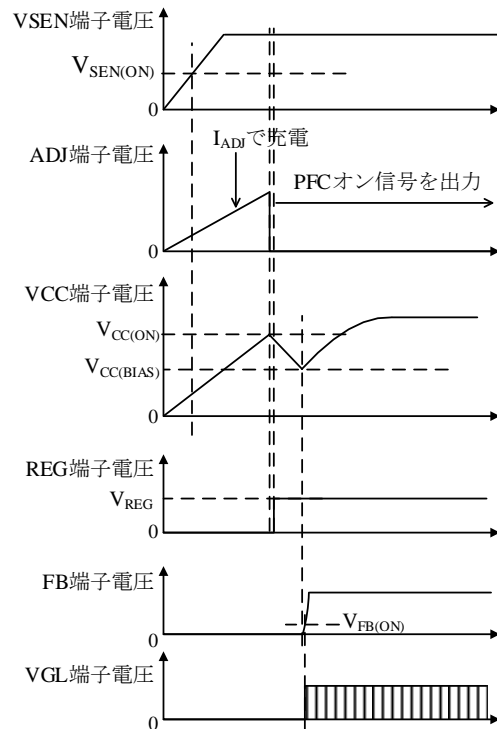 VSEN端子電圧
VSEN(ON)
0
ADJ端子電圧
IADJで充電
PFCオン信号を出力
0
VCC端子電圧
VCC(ON)
VCC(BIAS)
0
REG端子電圧
VREG
0
FB端子電圧
VFB(ON)
0
VGL端子電圧
0